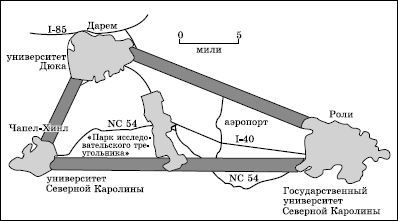 Дарем
I-85
0 5
мили
университет
Дюка
аэропорт
Роли
NC 54
Чапел-Хилл
«Парк исследо-
вательского тре-
угольника»
I-40
NC 54
университет
Северной Каролины
Государственный
университет
Северной Каролины